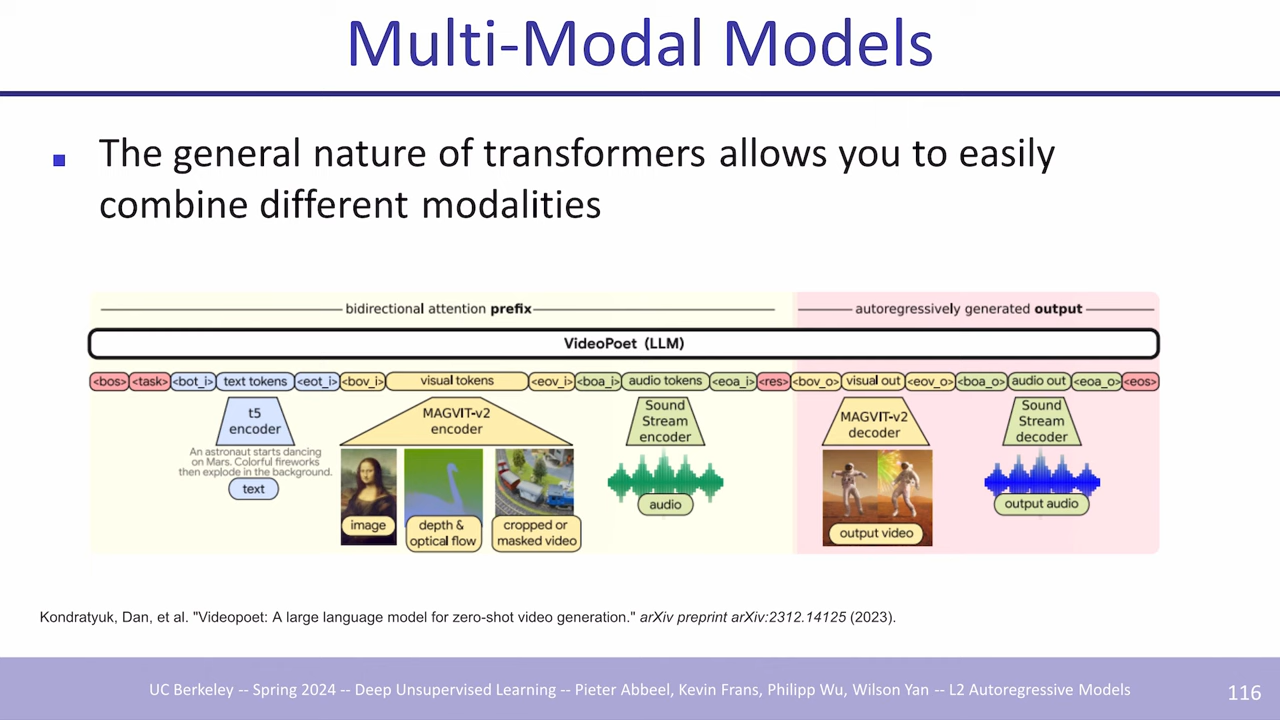 Multi-Modal Models
The general nature of transformers allows you to easily
combine different modalities
bidirectional attention prefix
autoregressively generated output
VideoPoet (LLM)
<bos> <task> <bot_i> text tokens <eot_i> <bov_i> visual tokens <eov_i> <boa_i> audio tokens <eoa_i> <res> <bov_o> visual out <eov_o> <boa_o> audio out <eoa_o> <eos>
t5
encoder
An astronaut starts dancing
on Mars. Colorful fireworks
then explode in the background.
text
MAGVIT-v2
encoder
image
depth &
optical flow
cropped or
masked video
Sound
Stream
encoder
audio
MAGVIT-v2
decoder
output video
Sound
Stream
decoder
output audio
Kondratyuk, Dan, et al. "Videopoet: A large language model for zero-shot video generation." arXiv preprint arXiv:2312.14125 (2023).
UC Berkeley -- Spring 2024 -- Deep Unsupervised Learning -- Pieter Abbeel, Kevin Frans, Philipp Wu, Wilson Yan -- L2 Autoregressive Models
116